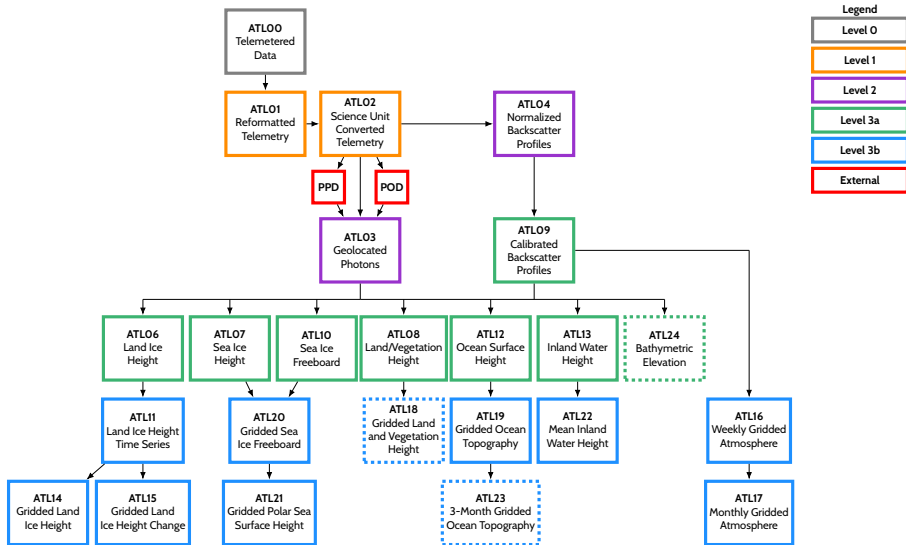 Legend
Level 0
Level 1
Level 2
Level 3a
Level 3b
External
ATL00
Telemetered
Data
ATL01
Reformatted
Telemetry
ATL02
Science Unit
Converted
Telemetry
ATL04
Normalized
Backscatter
Profiles
PPD
POD
ATL03
Geolocated
Photons
ATL09
Calibrated
Backscatter
Profiles
ATL06
Land Ice
Height
ATL07
Sea Ice
Height
ATL10
Sea Ice
Freeboard
ATL08
Land/Vegetation
Height
ATL12
Ocean Surface
Height
ATL13
Inland Water
Height
ATL24
Bathymetric
Elevation
ATL11
Land Ice Height
Time Series
ATL20
Gridded Sea
Ice Freeboard
ATL18
Gridded Land
and Vegetation
Height
ATL19
Gridded Ocean
Topography
ATL22
Mean Inland
Water Height
ATL16
Weekly Gridded
Atmosphere
ATL14
Gridded Land
Ice Height
ATL15
Gridded Land
Ice Height Change
ATL21
Gridded Polar Sea
Surface Height
ATL23
3-Month Gridded
Ocean Topography
ATL17
Monthly Gridded
Atmosphere